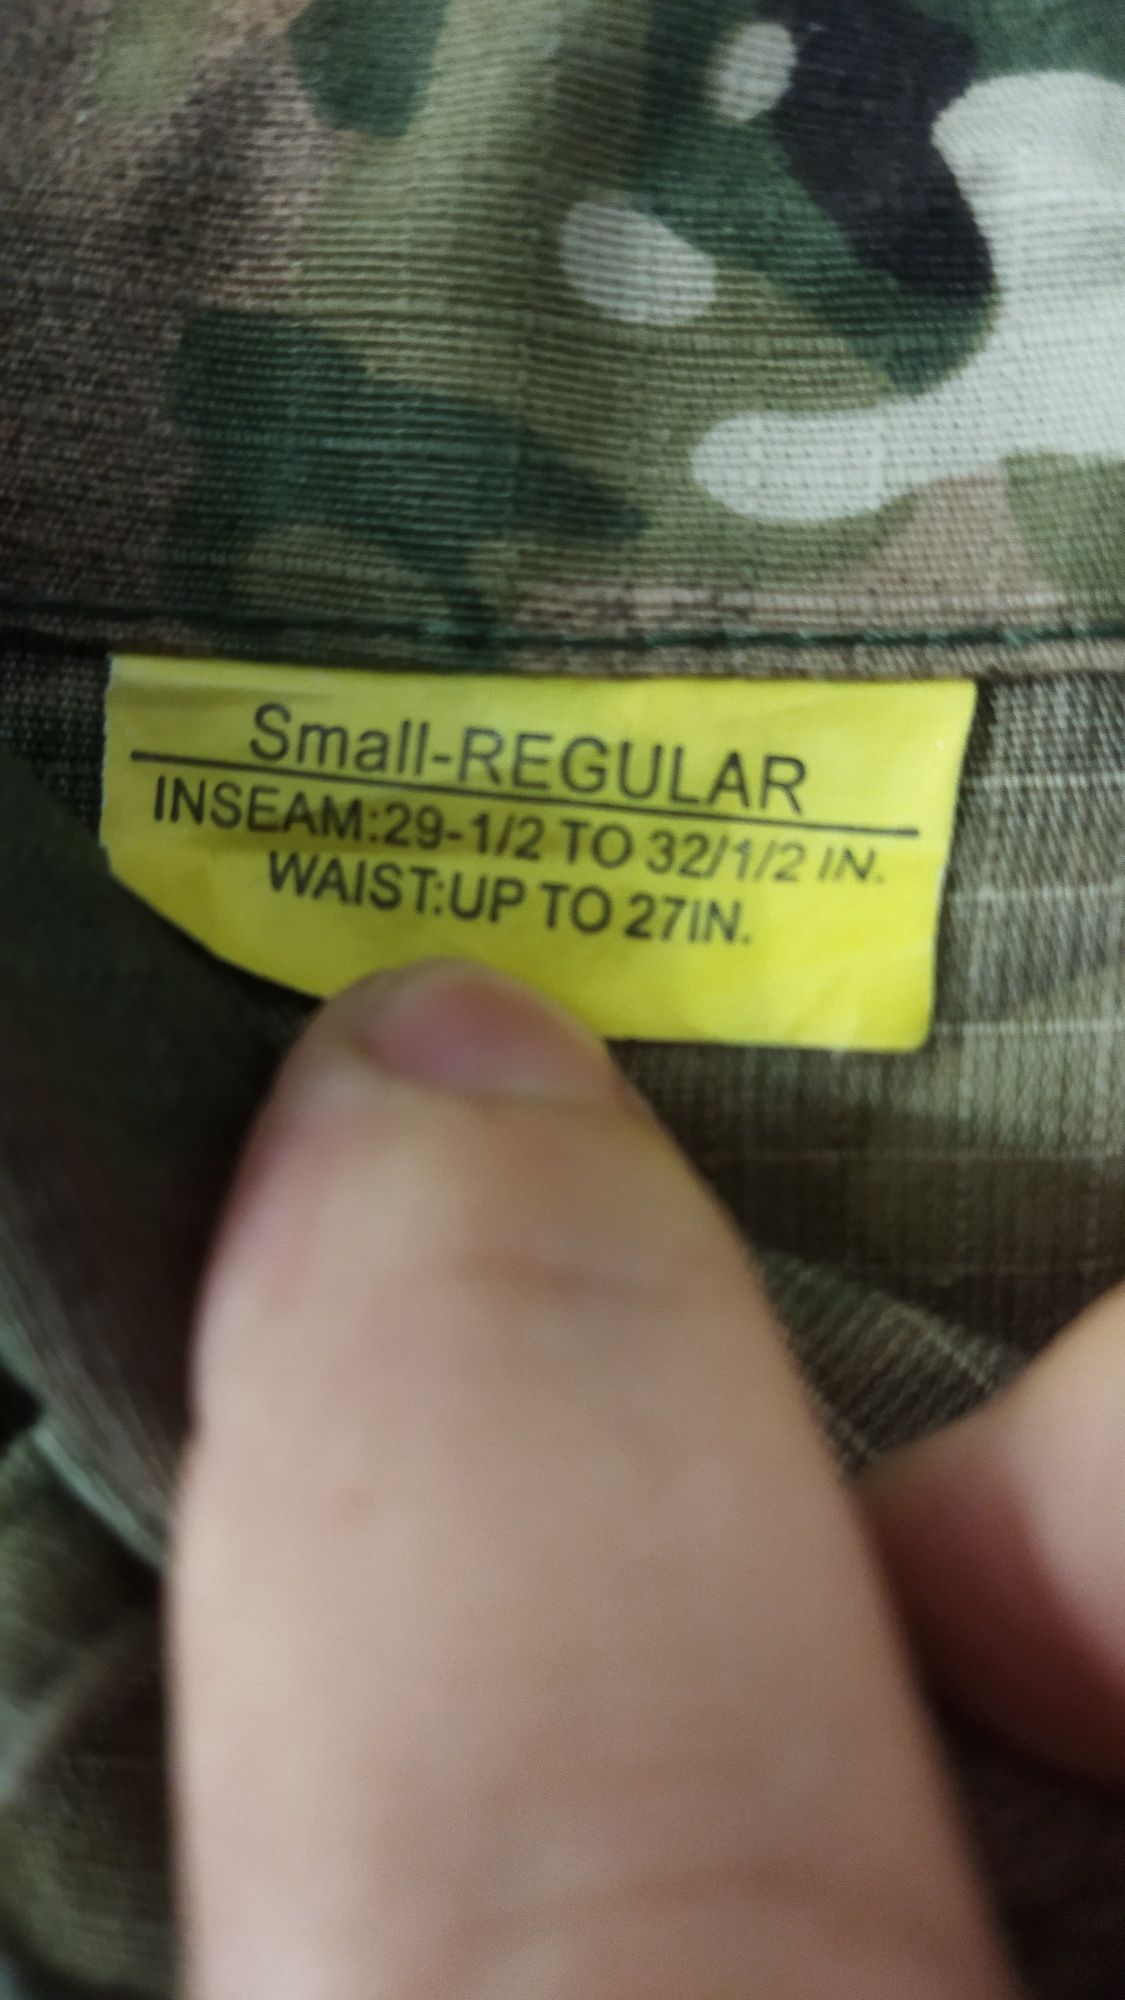 Small-REGULAR
INSEAM:29-1/2 TO 32/1/2 IN.
WAIST:UP TO 27IN.